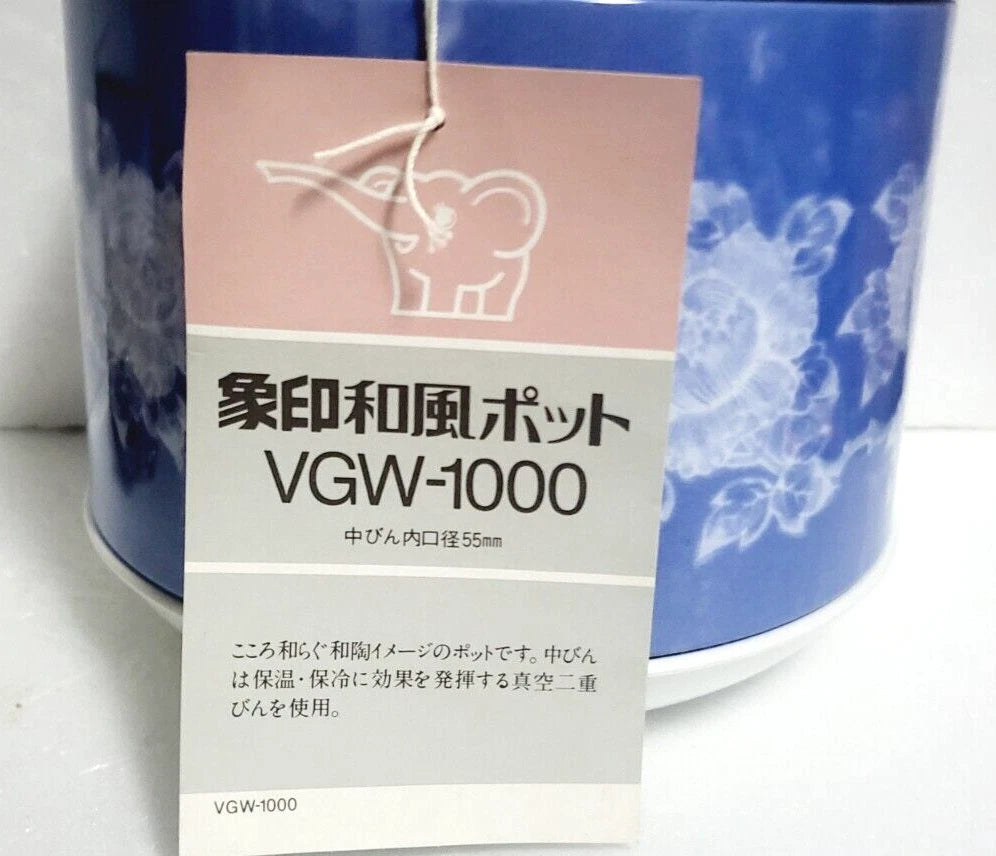 象印和風ポット
VGW-1000
中びん内口径55mm
こころ和らぐ和陶イメージのポットです。中びん
は保温・保冷に効果を発揮する真空二重
びんを使用。
VGW-1000